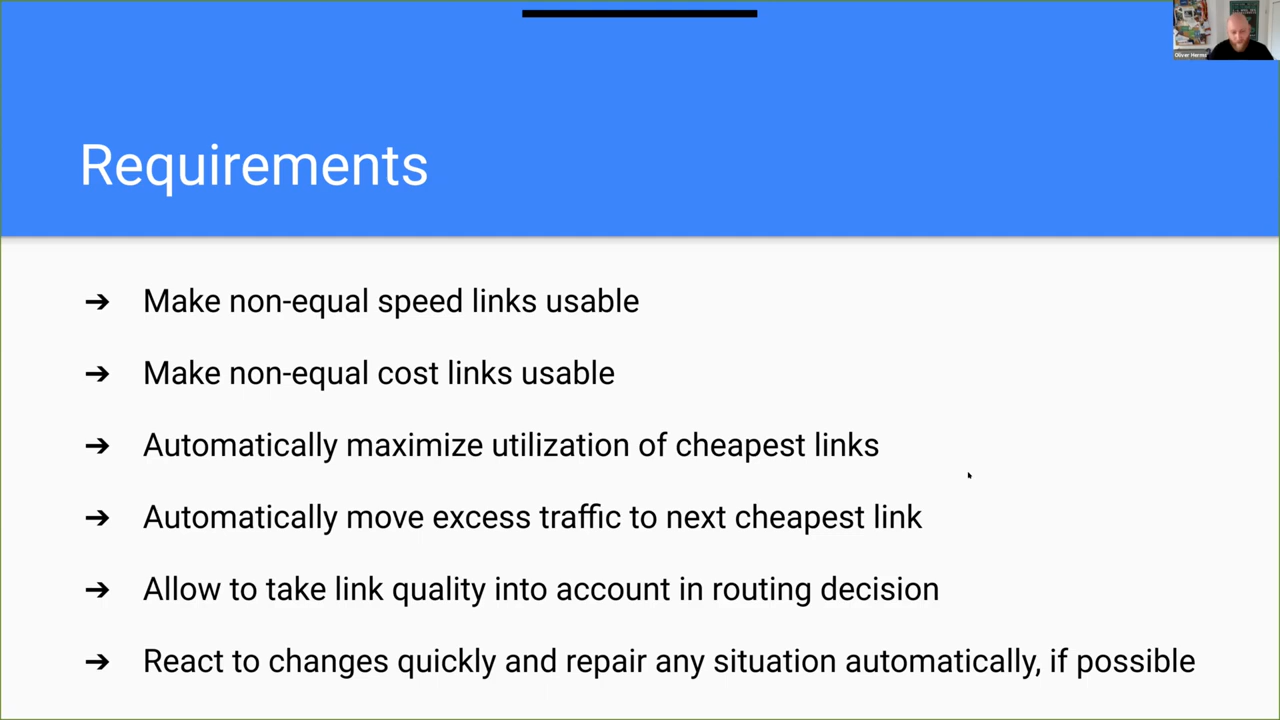 Oliver
Requirements
➔ Make non-equal speed links usable
➔ Make non-equal cost links usable
➔ Automatically maximize utilization of cheapest links
➔ Automatically move excess traffic to next cheapest link
➔ Allow to take link quality into account in routing decision
➔ React to changes quickly and repair any situation automatically, if possible